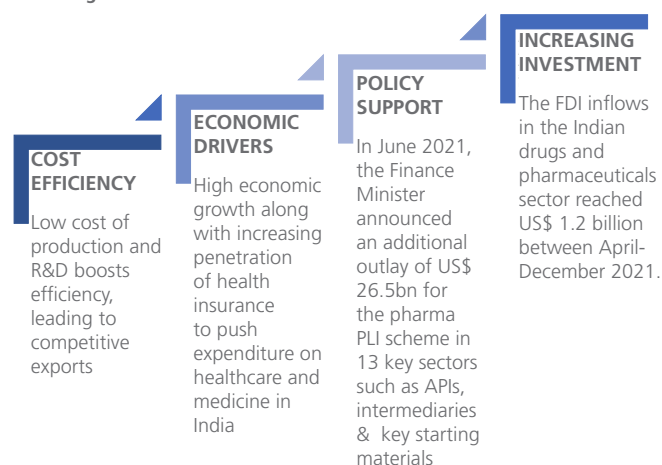 COST
EFFICIENCY
Low cost of
production and
R&D boosts
efficiency,
leading to
competitive
exports
ECONOMIC
DRIVERS
High economic
growth along
with increasing
penetration
of health
insurance
to push
expenditure on
healthcare and
medicine in
India
POLICY
SUPPORT
In June 2021,
the Finance
Minister
announced
an additional
outlay of US$
26.5bn for
the pharma
PLI scheme in
13 key sectors
such as APIs,
intermediaries
& key starting
materials
INCREASING
INVESTMENT
The FDI inflows
in the Indian
drugs and
pharmaceuticals
sector reached
US$ 1.2 billion
between April-
December 2021.